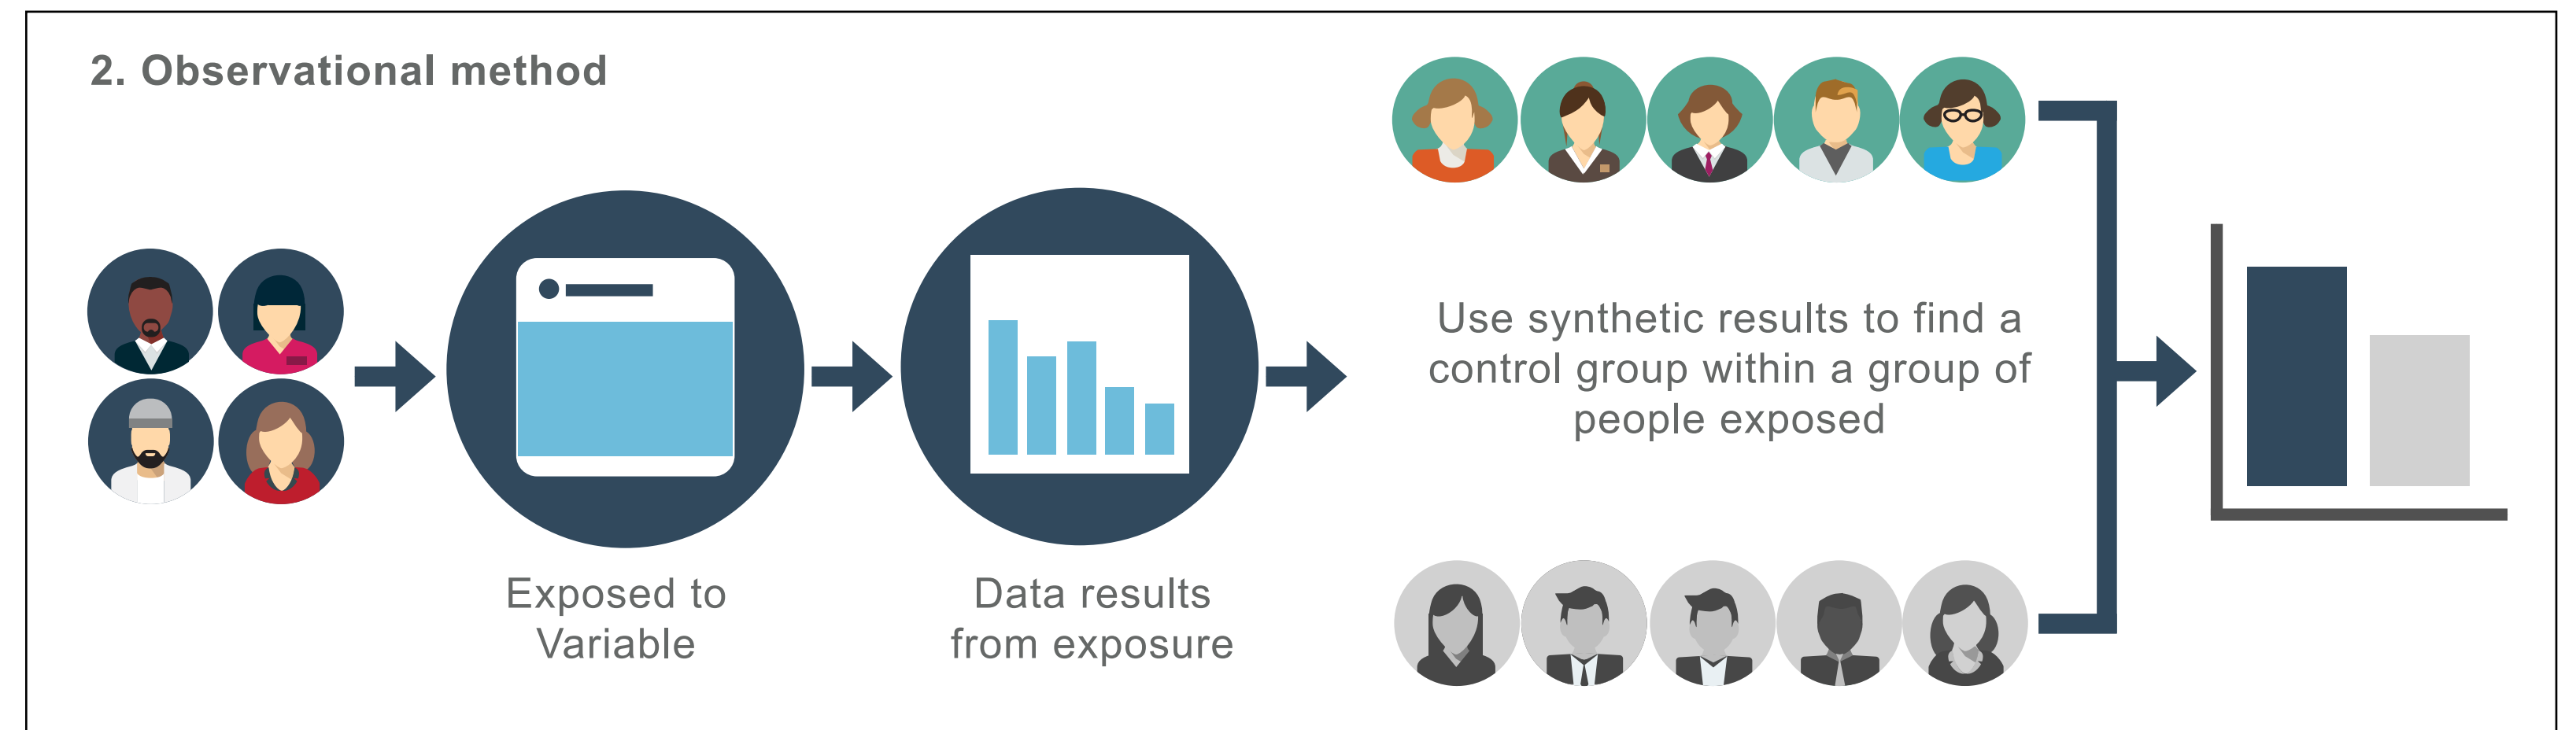 2. Observational method
Exposed to
Variable
Data results
from exposure
Use synthetic results to find a
control group within a group of
people exposed